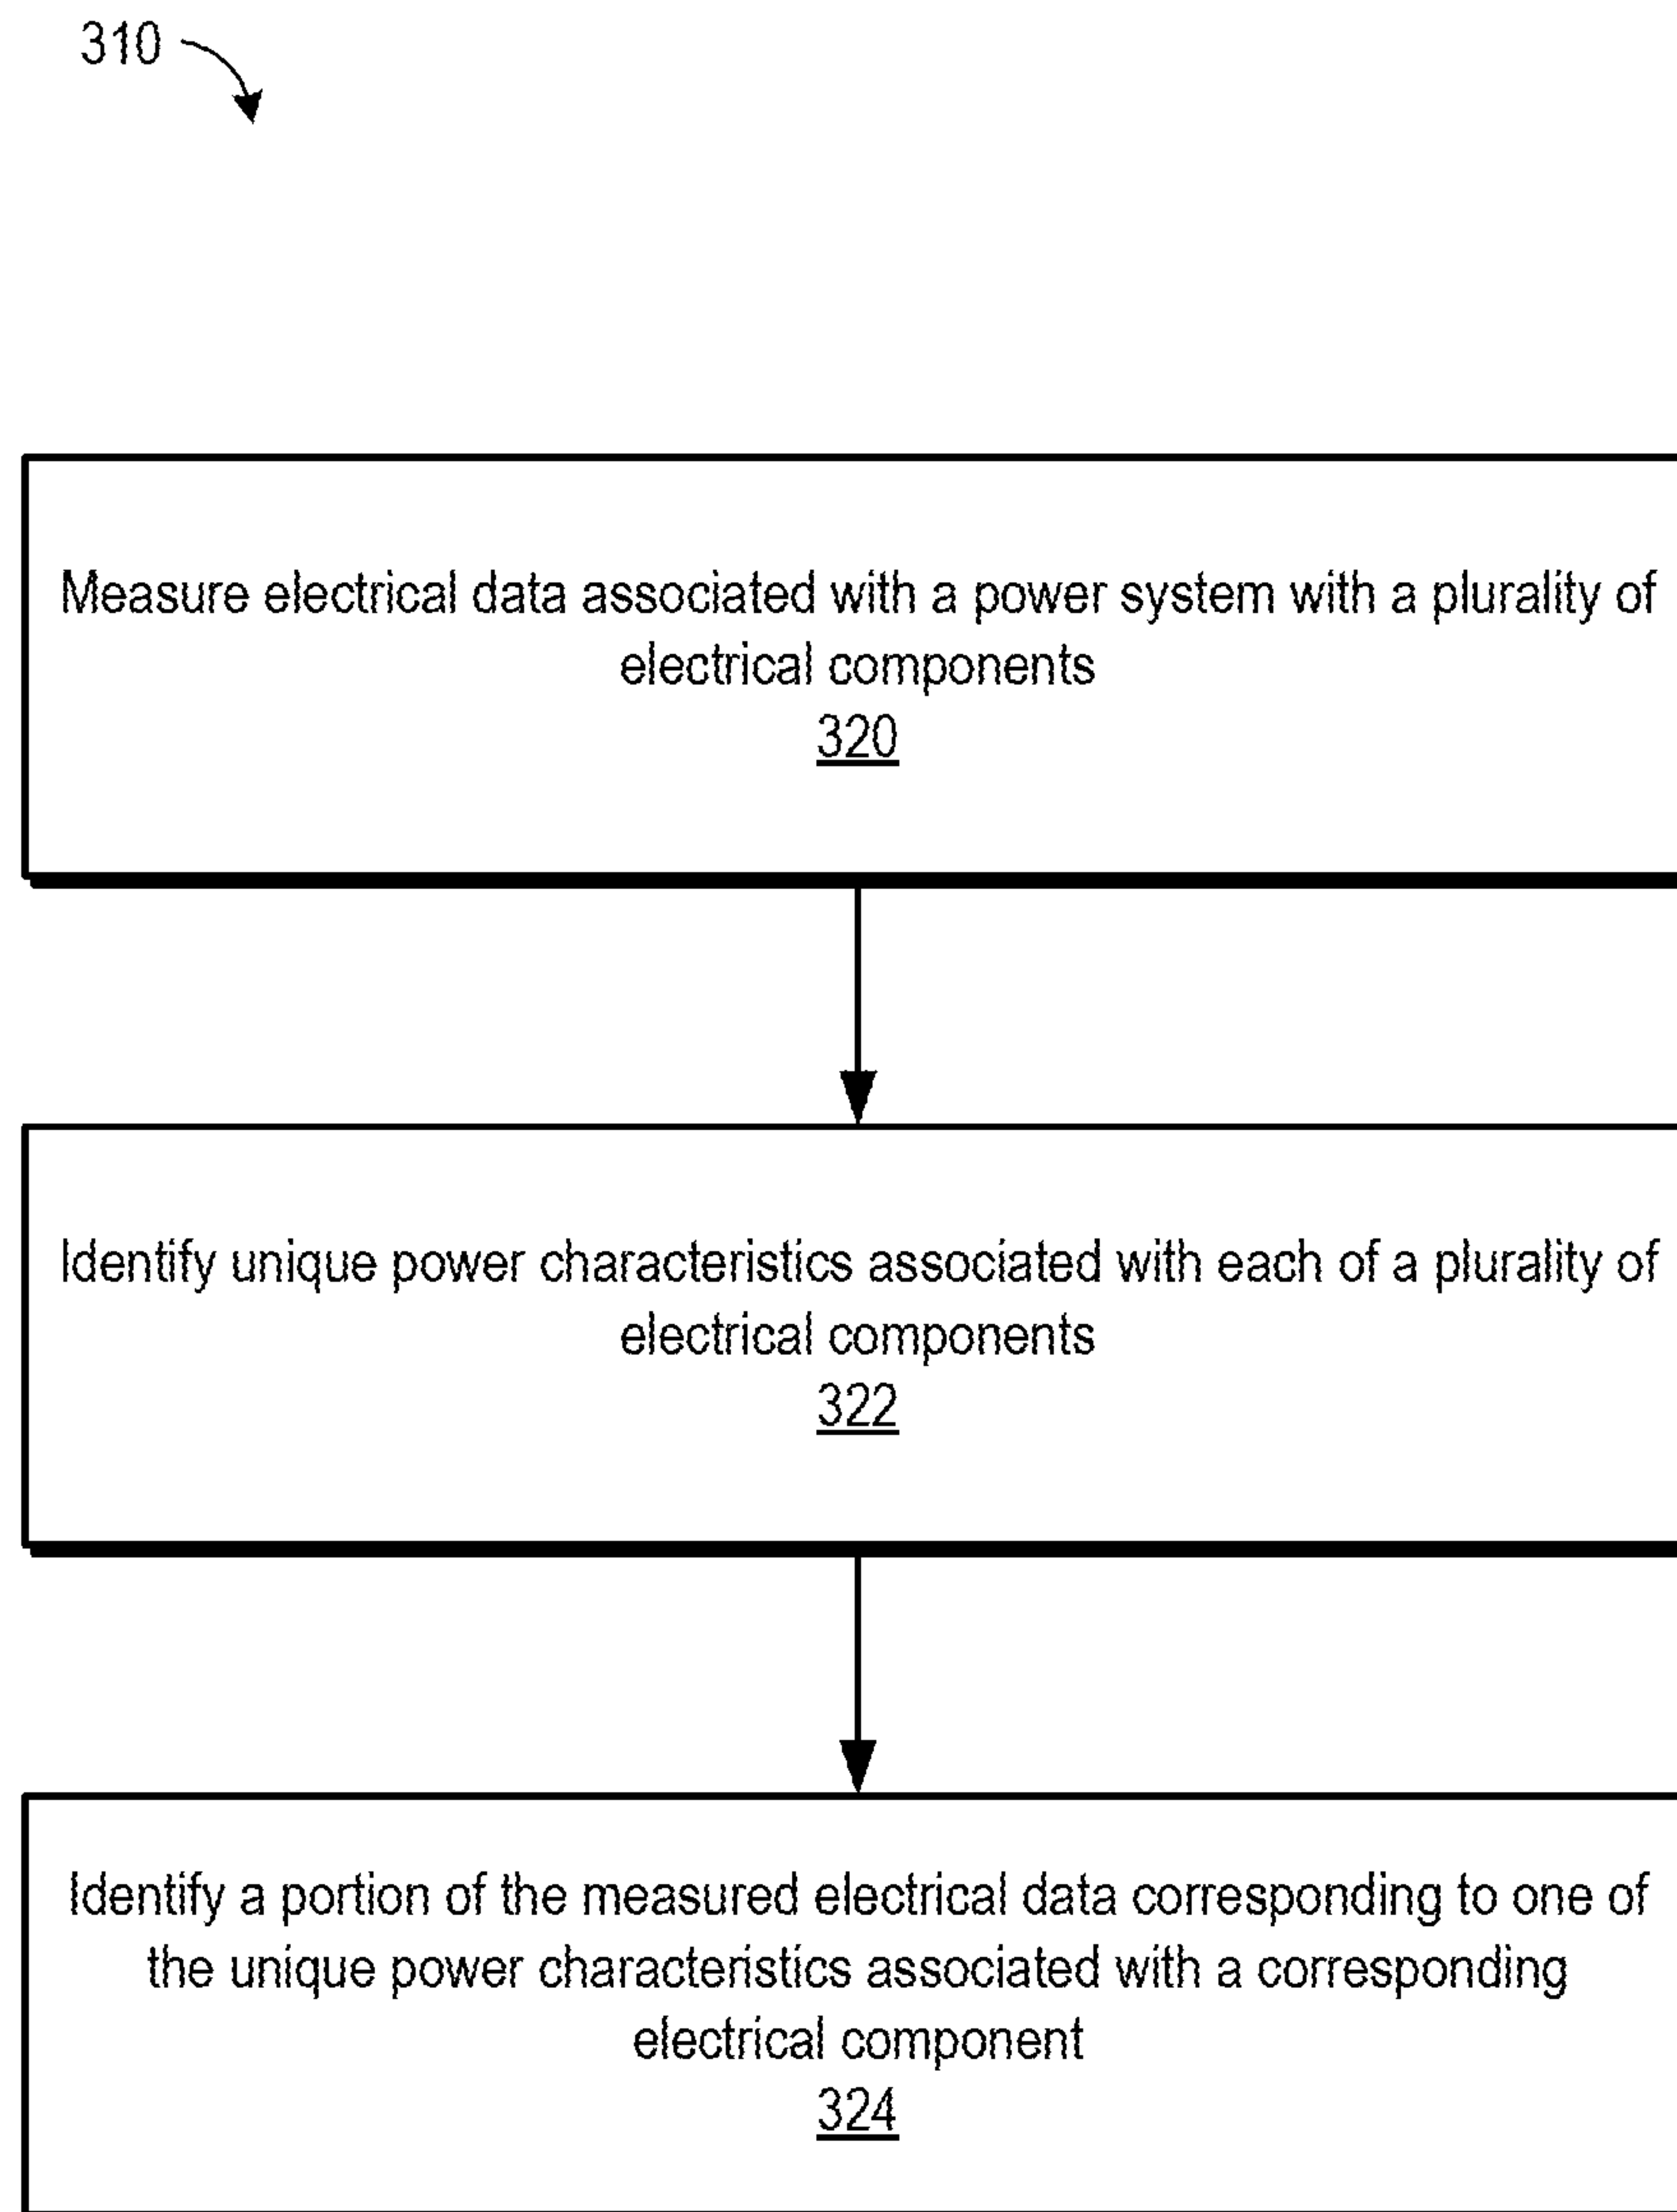 310
Measure electrical data associated with a power system with a plurality of
electrical components
320
Identify unique power characteristics associated with each of a plurality of
electrical components
322
Identify a portion of the measured electrical data corresponding to one of
the unique power characteristics associated with a corresponding
electrical component
324